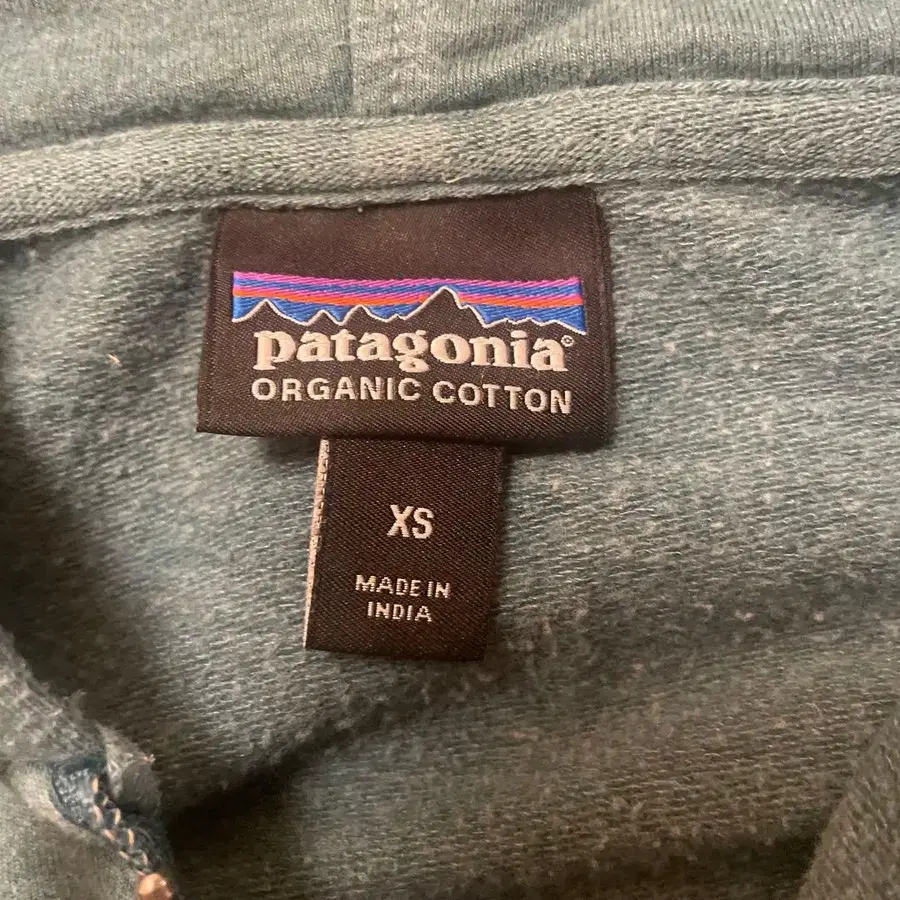 patagonia®
ORGANIC COTTON
XS
MADE IN
INDIA